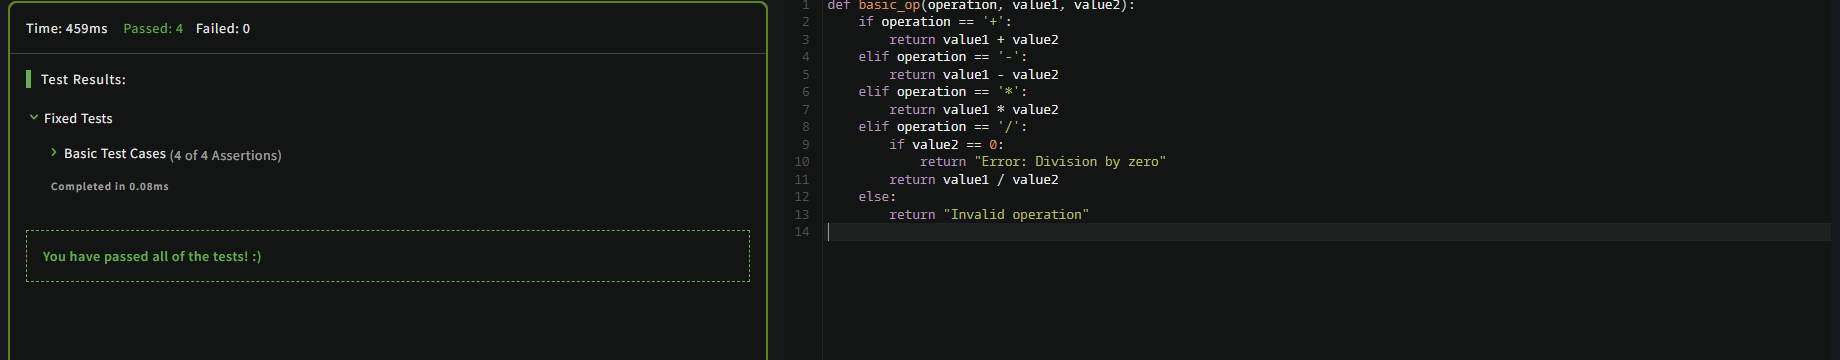 Time: 459ms Passed: 4 Failed: 0
Test Results:
Fixed Tests
Basic Test Cases (4 of 4 Assertions)
Completed in 0.08ms
You have passed all of the tests! :)
1 def basic_op(operation, value1, value2):
2     if operation == '+':
3         return value1 + value2
4     elif operation == '-':
5         return value1 - value2
6     elif operation == '*':
7         return value1 * value2
8     elif operation == '/':
9         if value2 == 0:
10             return "Error: Division by zero"
11         return value1 / value2
12     else:
13         return "Invalid operation"
14